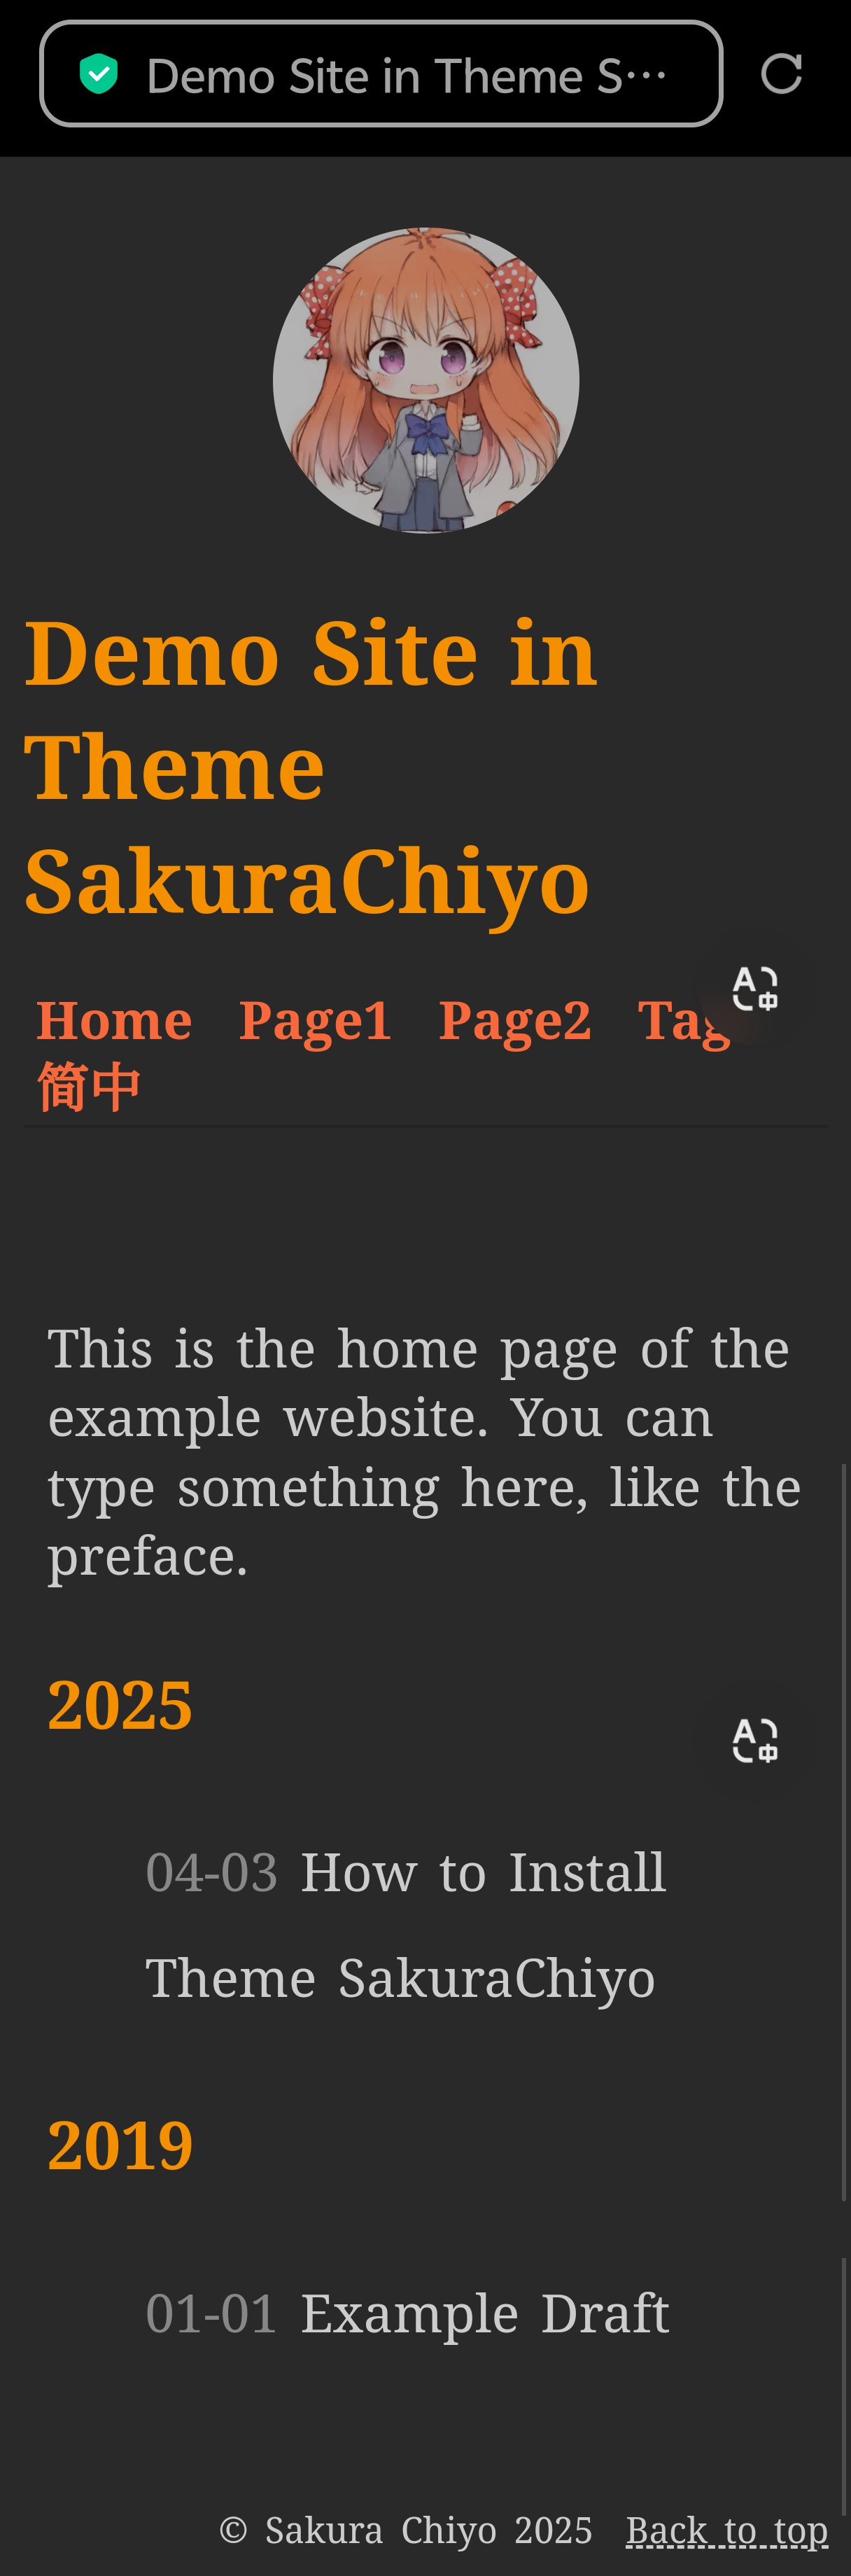 Demo Site in Theme S···
Demo Site in
Theme
SakuraChiyo
Home Page1 Page2 Tag
简中
This is the home page of the
example website. You can
type something here, like the
preface.
2025
04-03 How to Install
Theme SakuraChiyo
2019
01-01 Example Draft
© Sakura Chiyo 2025 Back to top